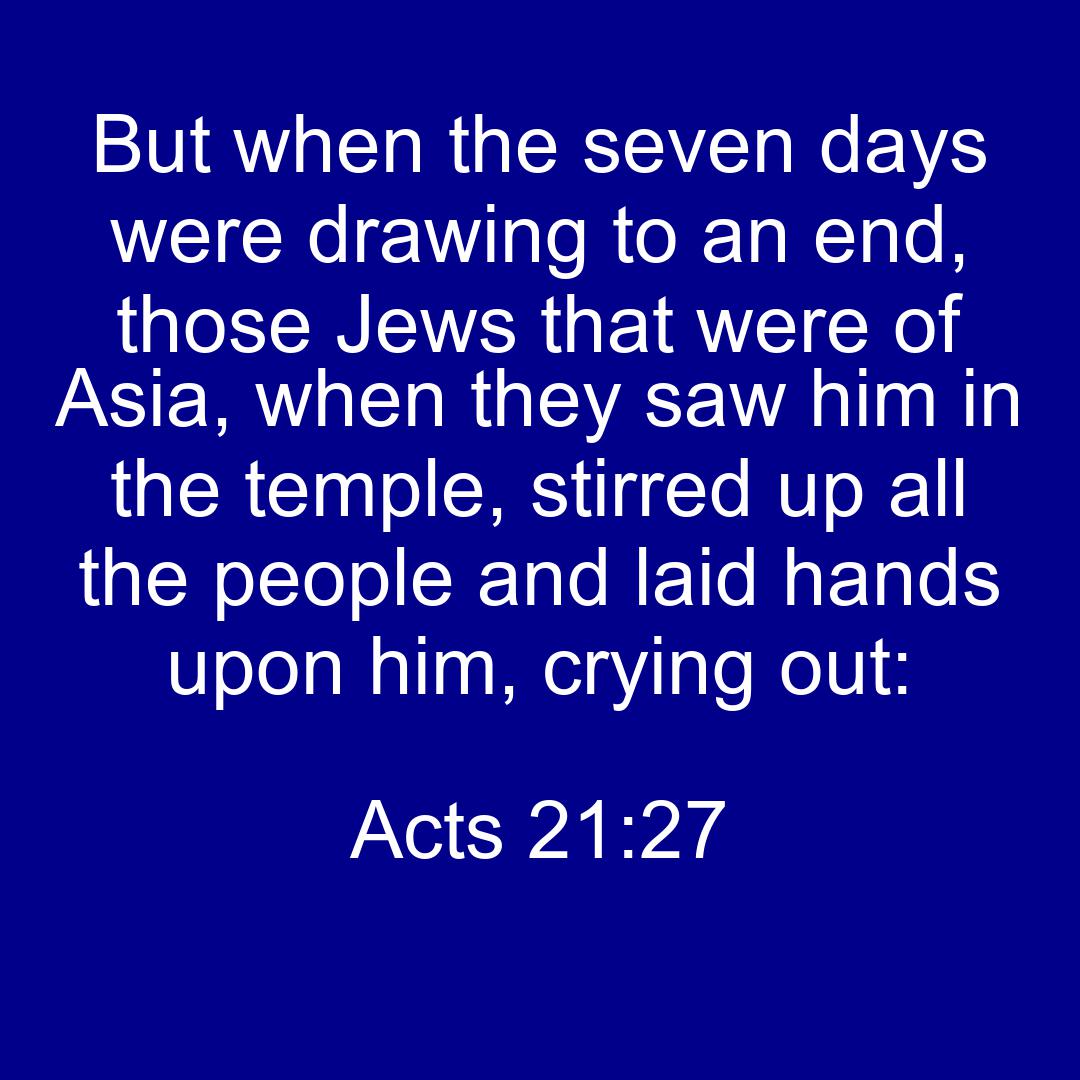 But when the seven days
were drawing to an end,
those Jews that were of
Asia, when they saw him in
the temple, stirred up all
the people and laid hands
upon him, crying out:
Acts 21:27